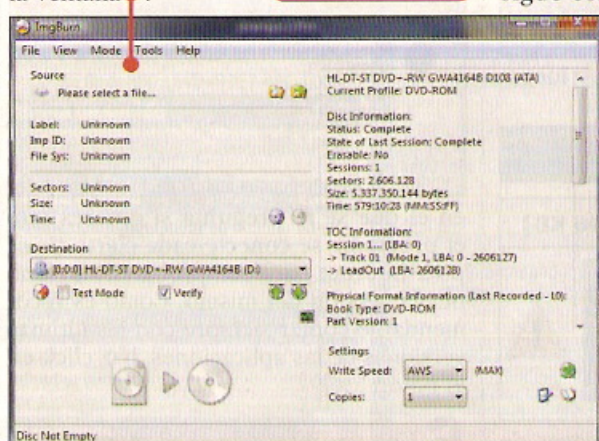 ImgBurn
File View Mode Tools Help
Source
Please select a file...
Label: Unknown
Imp ID: Unknown
File Sys: Unknown
Sectors: Unknown
Size: Unknown
Time: Unknown
Destination
[0:0:0] HL-DT-ST DVD+-RW GWA4164B (D:)
Test Mode
Verify
HL-DT-ST DVD+-RW GWA4164B D108 (ATA)
Current Profile: DVD-ROM
Disc Information:
Status: Complete
State of Last Session: Complete
Erasable: No
Sessions: 1
Sectors: 2.606.128
Size: 5.337.350.144 bytes
Time: 579:10:28 (MM:SS:FF)
TOC Information:
Session 1... (LBA: 0)
-> Track 01 (Mode 1, LBA: 0 - 2606127)
-> LeadOut (LBA: 2606128)
Physical Format Information (Last Recorded - L0):
Book Type: DVD-ROM
Part Version: 1
Settings
Write Speed: AWS (MAX)
Copies: 1
Disc Not Empty